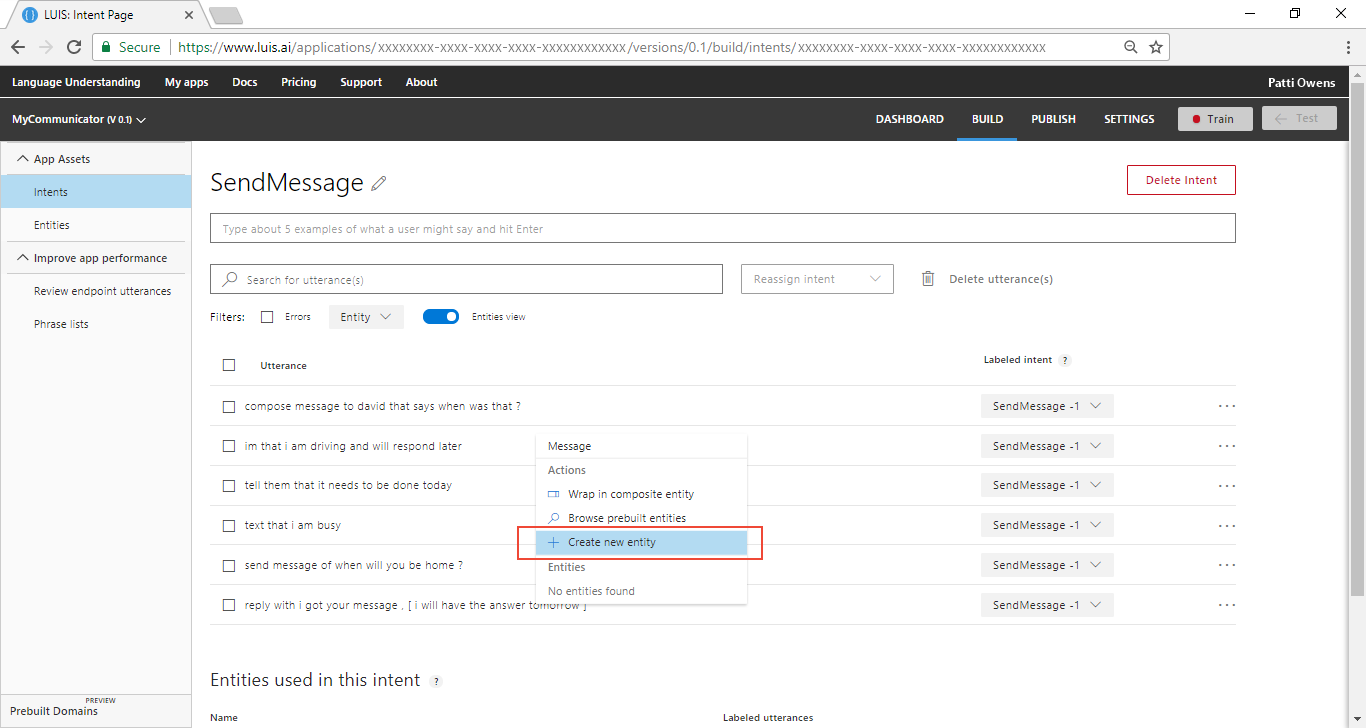 LUIS: Intent Page
Secure https://www.luis.ai/applications/xxxxxxxx-xxxx-xxxx-xxxx-xxxxxxxxxxxx/versions/0.1/build/intents/xxxxxxxx-xxxx-xxxx-xxxx-xxxxxxxxxxxx
Language Understanding My apps Docs Pricing Support About Patti Owens
MyCommunicator (V 0.1) DASHBOARD BUILD PUBLISH SETTINGS Train Test
App Assets
Intents
Entities
Improve app performance
Review endpoint utterances
Phrase lists
PREVIEW
Prebuilt Domains
SendMessage Delete Intent
Type about 5 examples of what a user might say and hit Enter
Search for utterance(s) Reassign intent Delete utterance(s)
Filters: Errors Entity Entities view
Utterance Labeled intent ?
compose message to david that says when was that ? SendMessage -1 ...
im that i am driving and will respond later SendMessage -1 ...
tell them that it needs to be done today SendMessage -1 ...
text that i am busy SendMessage -1 ...
send message of when will you be home ? SendMessage -1 ...
reply with i got your message , [ i will have the answer tomorrow ] SendMessage -1 ...
Message
Actions
Wrap in composite entity
Browse prebuilt entities
Create new entity
Entities
No entities found
Entities used in this intent ?
Name Labeled utterances